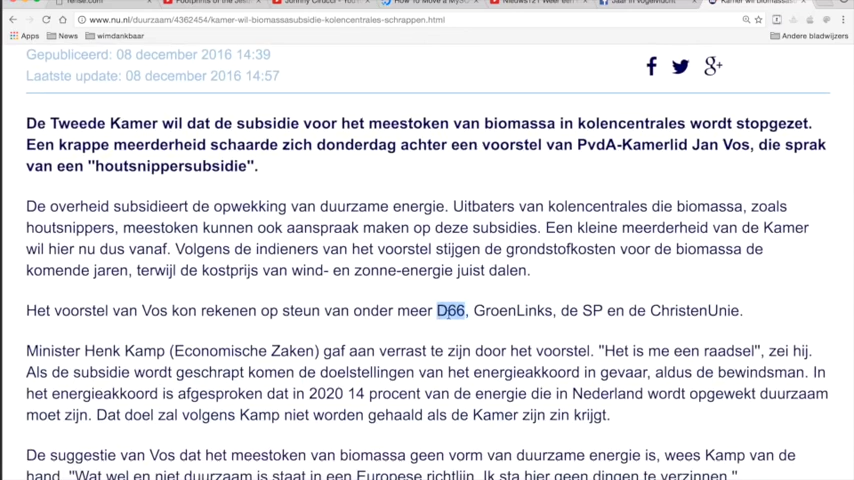 www.nu.nl/duurzaam/4362454/kamer-wil-biomassasubsidie-kolencentrales-schrappen.html
Apps News wimdankbaar Andere bladwijzers
Gepubliceerd: 08 december 2016 14:39
Laatste update: 08 december 2016 14:57
De Tweede Kamer wil dat de subsidie voor het meestoken van biomassa in kolencentrales wordt stopgezet.
Een krappe meerderheid schaarde zich donderdag achter een voorstel van PvdA-Kamerlid Jan Vos, die sprak
van een "houtsnippersubsidie".
De overheid subsidieert de opwekking van duurzame energie. Uitbaters van kolencentrales die biomassa, zoals
houtsnippers, meestoken kunnen ook aanspraak maken op deze subsidies. Een kleine meerderheid van de Kamer
wil hier nu dus vanaf. Volgens de indieners van het voorstel stijgen de grondstofkosten voor de biomassa de
komende jaren, terwijl de kostprijs van wind- en zonne-energie juist dalen.
Het voorstel van Vos kon rekenen op steun van onder meer D66, GroenLinks, de SP en de ChristenUnie.
Minister Henk Kamp (Economische Zaken) gaf aan verrast te zijn door het voorstel. "Het is me een raadsel", zei hij.
Als de subsidie wordt geschrapt komen de doelstellingen van het energieakkoord in gevaar, aldus de bewindsman. In
het energieakkoord is afgesproken dat in 2020 14 procent van de energie die in Nederland wordt opgewekt duurzaam
moet zijn. Dat doel zal volgens Kamp niet worden gehaald als de Kamer zijn zin krijgt.
De suggestie van Vos dat het meestoken van biomassa geen vorm van duurzame energie is, wees Kamp van de
hand. "Wat wel en niet duurzaam is staat in een Europese richtlijn. Ik sta hier geen dingen te verzinnen."